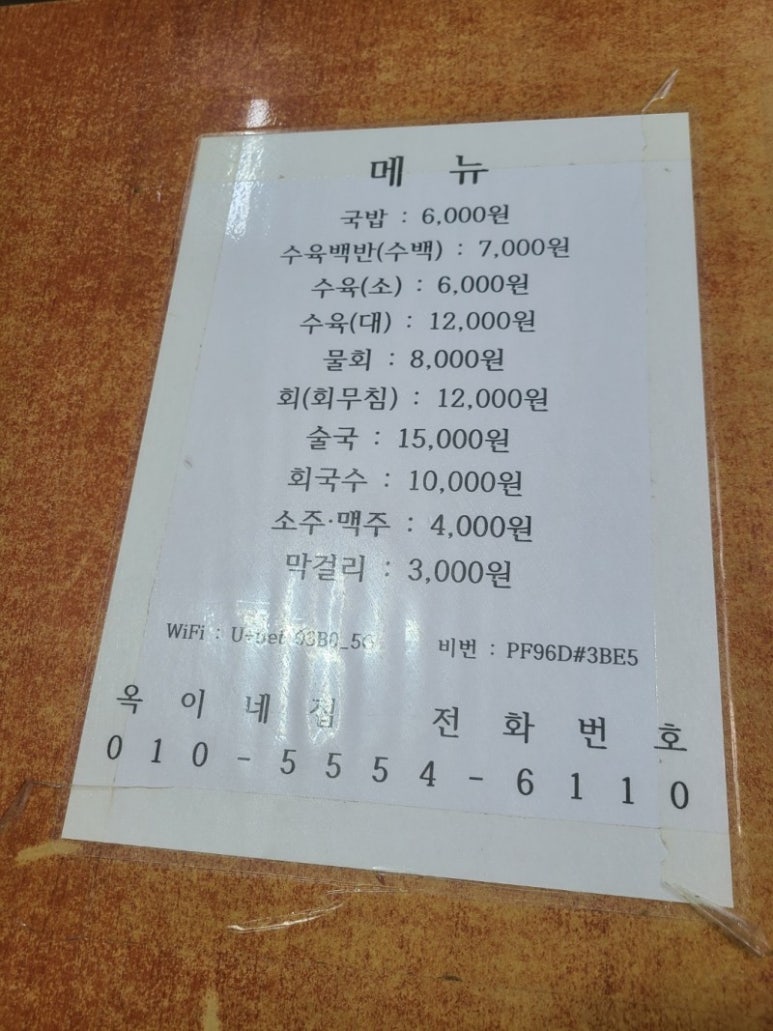 메 뉴
국밥 : 6,000원
수육백반(수백) : 7,000원
수육(소) : 6,000원
수육(대) : 12,000원
물회 : 8,000원
회(회무침) : 12,000원
술국 : 15,000원
회국수 : 10,000원
소주·맥주 : 4,000원
막걸리 : 3,000원
WiFi : 비번 : PF96D#3BE5
옥 이 네 집 전 화 번 호
0 1 0 - 5 5 5 4 - 6 1 1 0